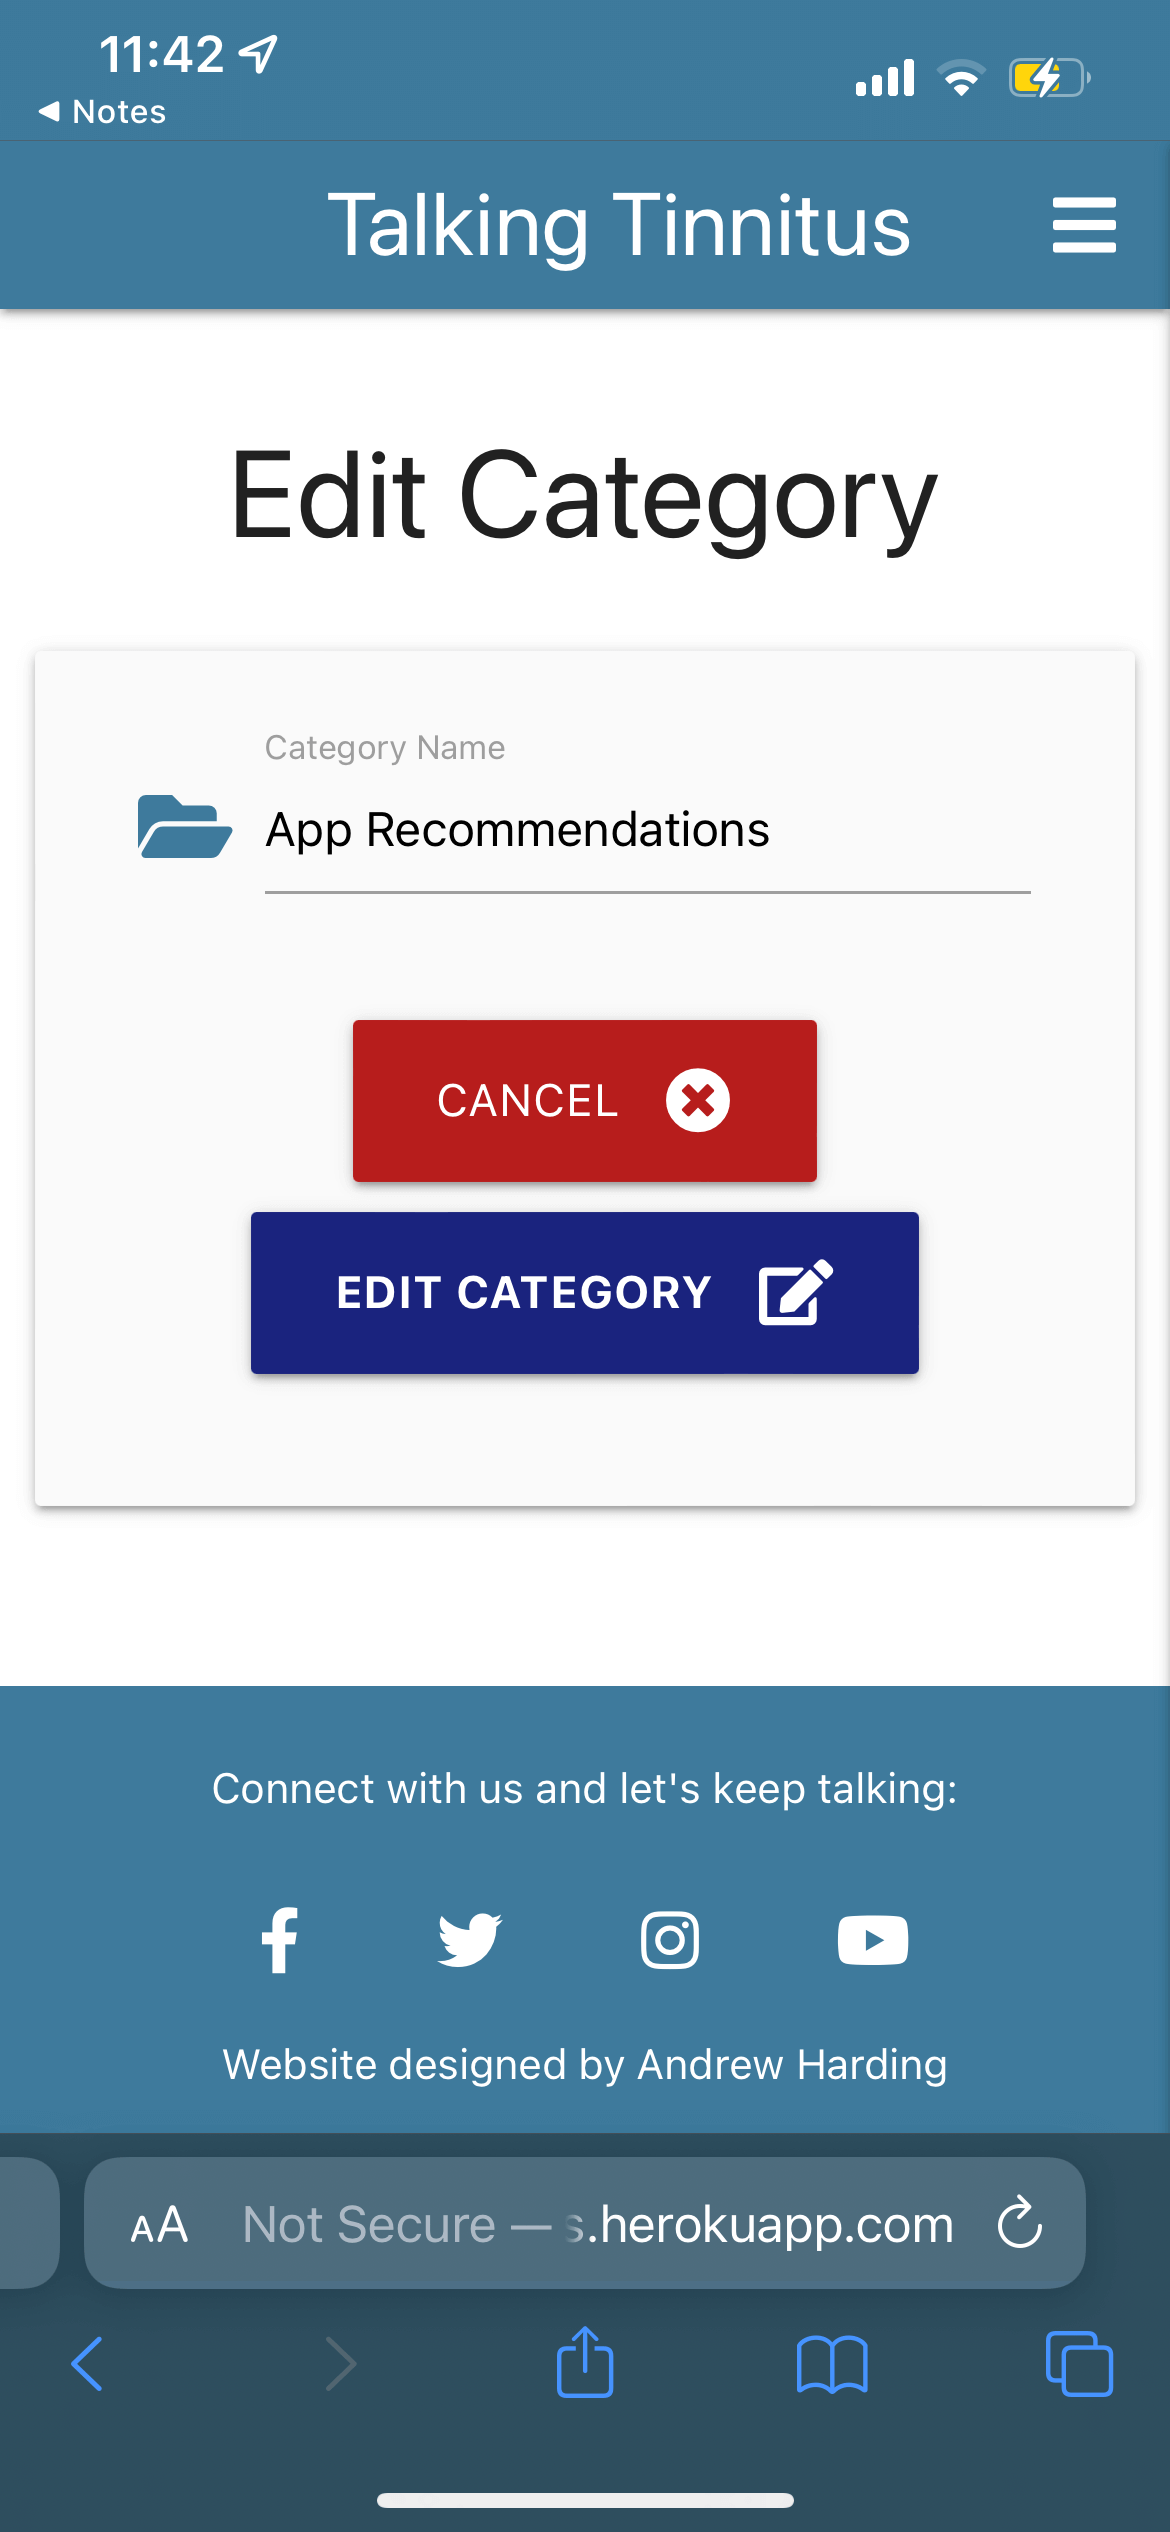 11:42
Notes
Talking Tinnitus
Edit Category
Category Name
App Recommendations
CANCEL
EDIT CATEGORY
Connect with us and let's keep talking:
Website designed by Andrew Harding
AA Not Secure — s.herokuapp.com